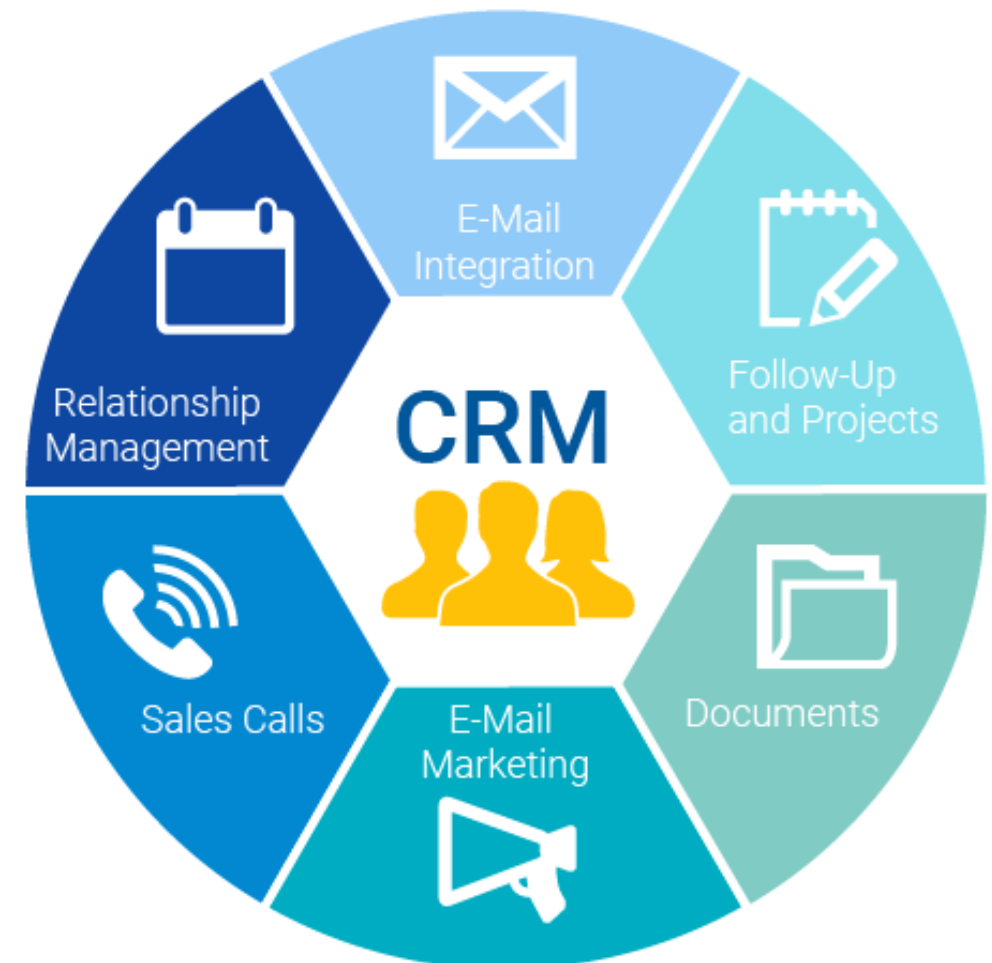 E-Mail
Integration
Follow-Up
and Projects
Relationship
Management
CRM
Sales Calls
Documents
E-Mail
Marketing